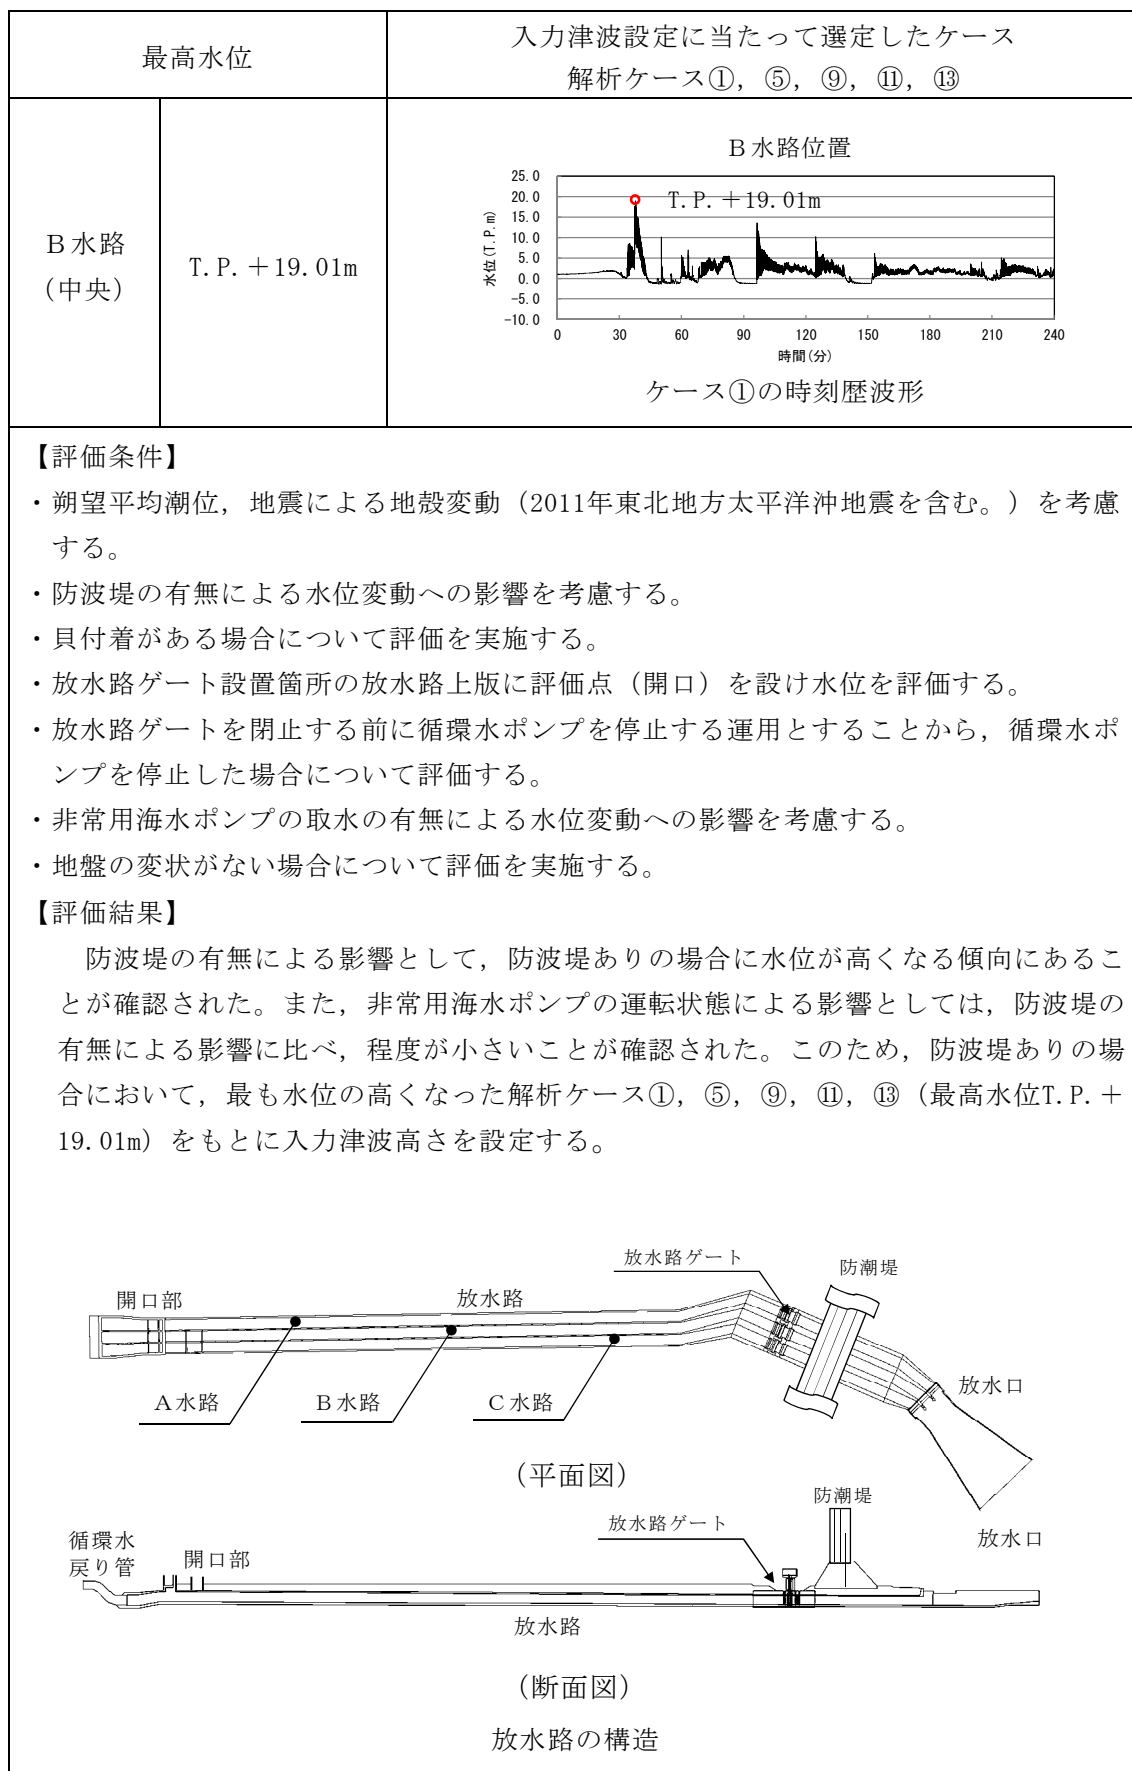 最高水位
入力津波設定に当たって選定したケース
解析ケース①，⑤，⑨，⑪，⑬
B水路
（中央）
T.P.＋19.01m
B水路位置
T.P.＋19.01m
水位(T.P.m)
25.0
20.0
15.0
10.0
5.0
0.0
-5.0
-10.0
0 30 60 90 120 150 180 210 240
時間(分)
ケース①の時刻歴波形
【評価条件】
・朔望平均潮位，地震による地殻変動（2011年東北地方太平洋沖地震を含む。）を考慮
する。
・防波堤の有無による水位変動への影響を考慮する。
・貝付着がある場合について評価を実施する。
・放水路ゲート設置箇所の放水路上版に評価点（開口）を設け水位を評価する。
・放水路ゲートを閉止する前に循環水ポンプを停止する運用とすることから，循環水ポ
ンプを停止した場合について評価する。
・非常用海水ポンプの取水の有無による水位変動への影響を考慮する。
・地盤の変状がない場合について評価を実施する。
【評価結果】
防波堤の有無による影響として，防波堤ありの場合に水位が高くなる傾向にあるこ
とが確認された。また，非常用海水ポンプの運転状態による影響としては，防波堤の
有無による影響に比べ，程度が小さいことが確認された。このため，防波堤ありの場
合において，最も水位の高くなった解析ケース①，⑤，⑨，⑪，⑬（最高水位T.P.＋
19.01m）をもとに入力津波高さを設定する。
放水路ゲート
防潮堤
開口部
放水路
A水路
B水路
C水路
放水口
（平面図）
防潮堤
放水路ゲート
放水口
循環水
戻り管
開口部
放水路
（断面図）
放水路の構造